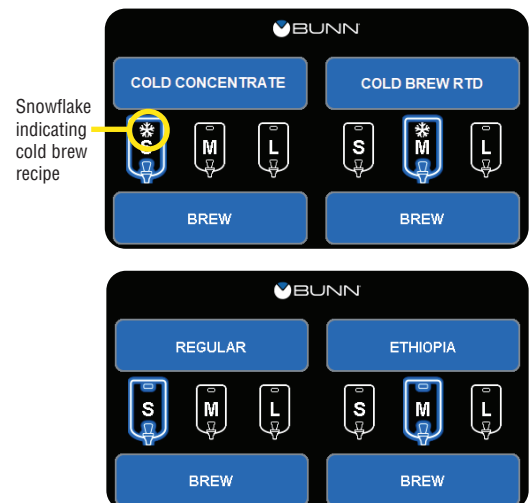 BUNN
COLD CONCENTRATE COLD BREW RTD
Snowflake
indicating
cold brew
recipe
S M L S M L
BREW BREW
BUNN
REGULAR ETHIOPIA
S M L S M L
BREW BREW